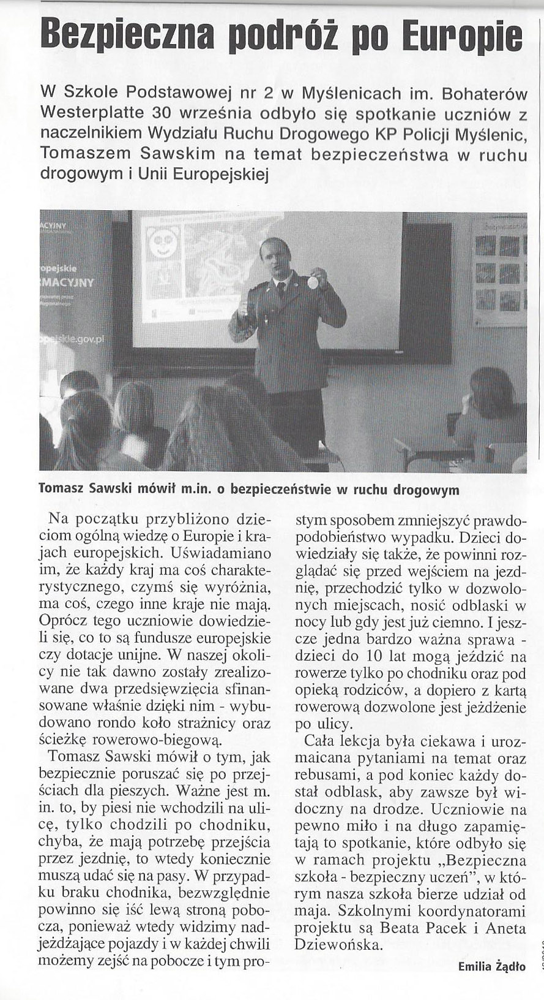 Bezpieczna podróż po Europie
W Szkole Podstawowej nr 2 w Myślenicach im. Bohaterów
Westerplatte 30 września odbyło się spotkanie uczniów z
naczelnikiem Wydziału Ruchu Drogowego KP Policji Myślenic,
Tomaszem Sawskim na temat bezpieczeństwa w ruchu
drogowym i Unii Europejskiej
ACYJNY
opejskie
RMACYJNY
opejskie.gov.pl
Tomasz Sawski mówił m.in. o bezpieczeństwie w ruchu drogowym
Na początku przybliżono dzie-
ciom ogólną wiedzę o Europie i kra-
jach europejskich. Uświadamiano
im, że każdy kraj ma coś charakte-
rystycznego, czymś się wyróżnia,
ma coś, czego inne kraje nie mają.
Oprócz tego uczniowie dowiedzie-
li się, co to są fundusze europejskie
czy dotacje unijne. W naszej okoli-
cy nie tak dawno zostały zrealizo-
wane dwa przedsięwzięcia sfinan-
sowane właśnie dzięki nim - wybu-
dowano rondo koło strażnicy oraz
ścieżkę rowerowo-biegową.
Tomasz Sawski mówił o tym, jak
bezpiecznie poruszać się po przej-
ściach dla pieszych. Ważne jest m.
in. to, by piesi nie wchodzili na uli-
cę, tylko chodzili po chodniku,
chyba, że mają potrzebę przejścia
przez jezdnię, to wtedy koniecznie
muszą udać się na pasy. W przypad-
ku braku chodnika, bezwzględnie
powinno się iść lewą stroną pobo-
cza, ponieważ wtedy widzimy nad-
jeżdżające pojazdy i w każdej chwili
możemy zejść na pobocze i tym pro-
stym sposobem zmniejszyć prawdo-
podobieństwo wypadku. Dzieci do-
wiedziały się także, że powinni roz-
glądać się przed wejściem na jezd-
nię, przechodzić tylko w dozwolo-
nych miejscach, nosić odblaski w
nocy lub gdy jest już ciemno. I jesz-
cze jedna bardzo ważna sprawa -
dzieci do 10 lat mogą jeździć na
rowerze tylko po chodniku oraz pod
opieką rodziców, a dopiero z kartą
rowerową dozwolone jest jeżdżenie
po ulicy.
Cała lekcja była ciekawa i uroz-
maicana pytaniami na temat oraz
rebusami, a pod koniec każdy do-
stał odblask, aby zawsze był wi-
doczny na drodze. Uczniowie na
pewno miło i na długo zapamię-
tają to spotkanie, które odbyło się
w ramach projektu „Bezpieczna
szkoła - bezpieczny uczeń”, w któ-
rym nasza szkoła bierze udział od
maja. Szkolnymi koordynatorami
projektu są Beata Pacek i Aneta
Dziewońska.
Emilia Żądło